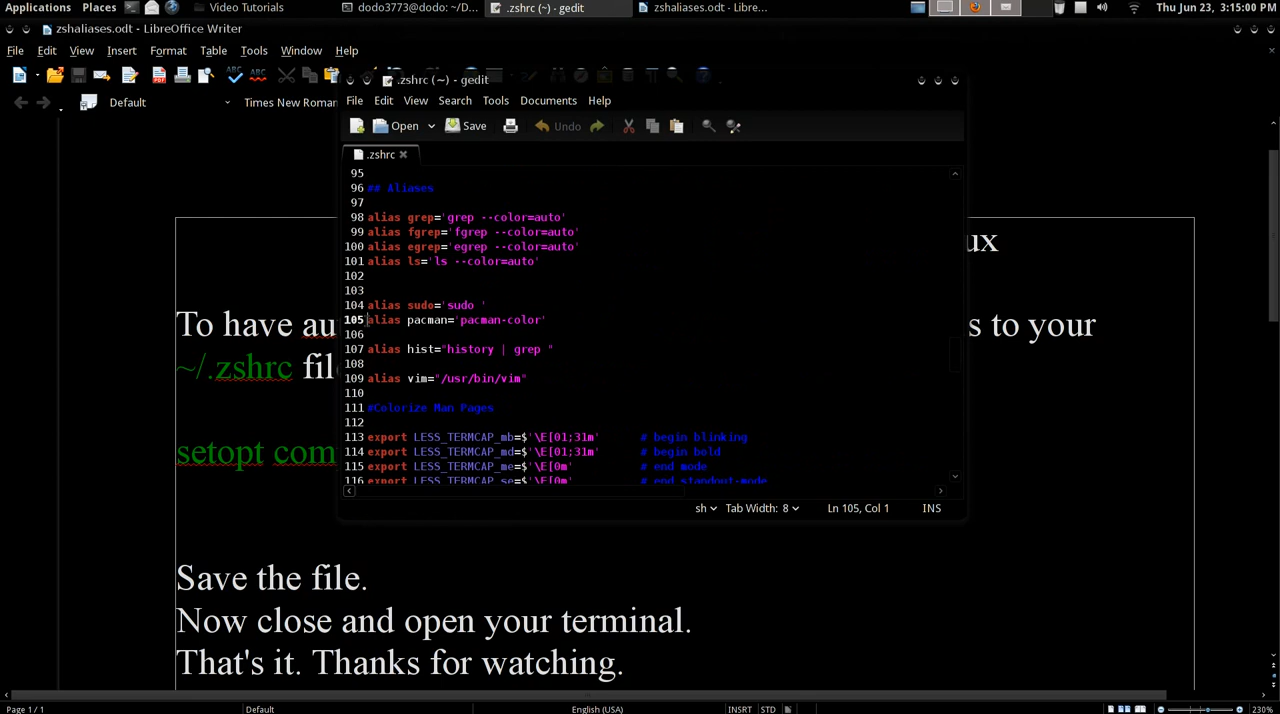 Applications Places Video Tutorials dodo3773@dodo: ~/D... .zshrc (~) - gedit zshaliases.odt - Libre... Thu Jun 23, 3:15:00 PM
zshaliases.odt - LibreOffice Writer
File Edit View Insert Format Table Tools Window Help
Default Times New Roman
.zshrc (~) - gedit
File Edit View Search Tools Documents Help
Open Save Undo
.zshrc
95
96 ## Aliases
97
98 alias grep='grep --color=auto'
99 alias fgrep='fgrep --color=auto'
100 alias egrep='egrep --color=auto'
101 alias ls='ls --color=auto'
102
103
104 alias sudo='sudo '
105 alias pacman='pacman-color'
106
107 alias hist="history | grep "
108
109 alias vim="/usr/bin/vim"
110
111 #Colorize Man Pages
112
113 export LESS_TERMCAP_mb=$'\E[01;31m' # begin blinking
114 export LESS_TERMCAP_md=$'\E[01;31m' # begin bold
115 export LESS_TERMCAP_me=$'\E[0m' # end mode
116 export LESS_TERMCAP_se=$'\E[0m' # end standout-mode
sh Tab Width: 8 Ln 105, Col 1 INS
ux
To have au s to your
~/.zshrc fil
setopt com
Save the file.
Now close and open your terminal.
That's it. Thanks for watching.
Page 1 / 1 Default English (USA) INSRT STD 230%